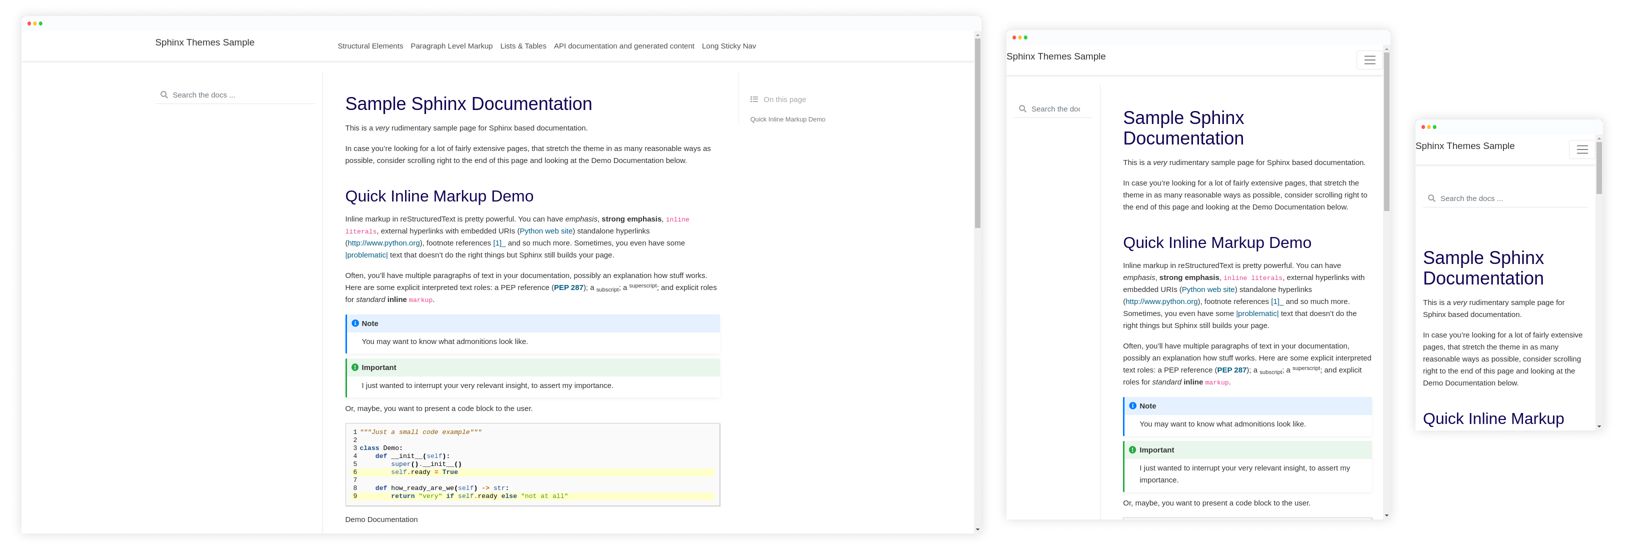 Sphinx Themes Sample
Structural Elements Paragraph Level Markup Lists & Tables API documentation and generated content Long Sticky Nav
Search the docs ...
Sample Sphinx Documentation
This is a very rudimentary sample page for Sphinx based documentation.
In case you're looking for a lot of fairly extensive pages, that stretch the theme in as many reasonable ways as
possible, consider scrolling right to the end of this page and looking at the Demo Documentation below.
Quick Inline Markup Demo
Inline markup in reStructuredText is pretty powerful. You can have emphasis, strong emphasis, inline
literals, external hyperlinks with embedded URIs (Python web site) standalone hyperlinks
(http://www.python.org), footnote references [1]_ and so much more. Sometimes, you even have some
|problematic| text that doesn't do the right things but Sphinx still builds your page.
Often, you'll have multiple paragraphs of text in your documentation, possibly an explanation how stuff works.
Here are some explicit interpreted text roles: a PEP reference (PEP 287); a subscript; a superscript; and explicit roles
for standard inline markup.
Note
You may want to know what admonitions look like.
Important
I just wanted to interrupt your very relevant insight, to assert my importance.
Or, maybe, you want to present a code block to the user.
1 """Just a small code example"""
2
3 class Demo:
4     def __init__(self):
5         super().__init__()
6         self.ready = True
7
8     def how_ready_are_we(self) -> str:
9         return "very" if self.ready else "not at all"
Demo Documentation
On this page
Quick Inline Markup Demo
Sphinx Themes Sample
Search the doc
Sample Sphinx
Documentation
This is a very rudimentary sample page for Sphinx based documentation.
In case you're looking for a lot of fairly extensive pages, that stretch the
theme in as many reasonable ways as possible, consider scrolling right to
the end of this page and looking at the Demo Documentation below.
Quick Inline Markup Demo
Inline markup in reStructuredText is pretty powerful. You can have
emphasis, strong emphasis, inline literals, external hyperlinks with
embedded URIs (Python web site) standalone hyperlinks
(http://www.python.org), footnote references [1]_ and so much more.
Sometimes, you even have some |problematic| text that doesn't do the
right things but Sphinx still builds your page.
Often, you'll have multiple paragraphs of text in your documentation,
possibly an explanation how stuff works. Here are some explicit interpreted
text roles: a PEP reference (PEP 287); a subscript; a superscript; and explicit
roles for standard inline markup.
Note
You may want to know what admonitions look like.
Important
I just wanted to interrupt your very relevant insight, to assert my
importance.
Or, maybe, you want to present a code block to the user.
Sphinx Themes Sample
Search the docs ...
Sample Sphinx
Documentation
This is a very rudimentary sample page for
Sphinx based documentation.
In case you're looking for a lot of fairly extensive
pages, that stretch the theme in as many
reasonable ways as possible, consider scrolling
right to the end of this page and looking at the
Demo Documentation below.
Quick Inline Markup